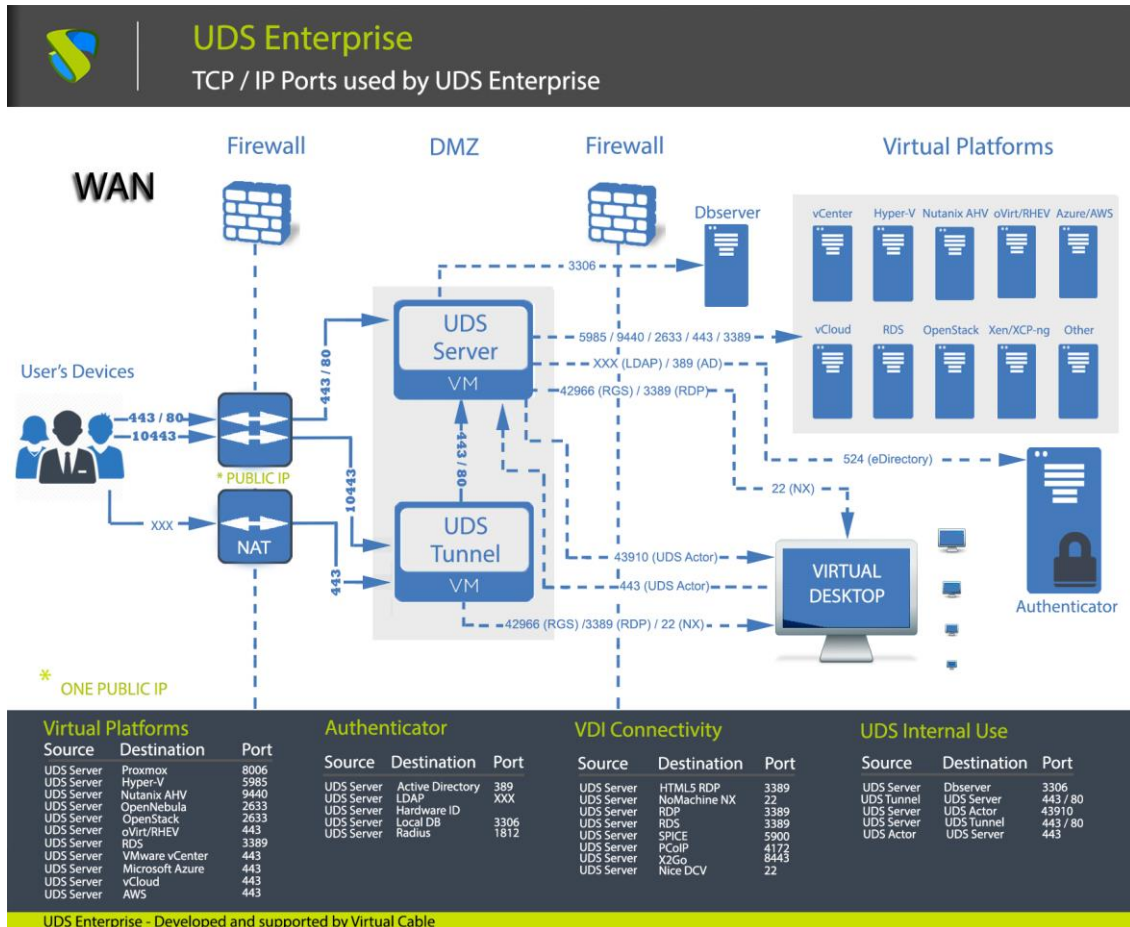 UDS Enterprise
TCP / IP Ports used by UDS Enterprise
WAN
Firewall
DMZ
Firewall
Virtual Platforms
Dbserver
vCenter Hyper-V Nutanix AHV oVirt/RHEV Azure/AWS
vCloud RDS OpenStack Xen/XCP-ng Other
3306
UDS
Server
VM
5985 / 9440 / 2633 / 443 / 3389
XXX (LDAP) / 389 (AD)
42966 (RGS) / 3389 (RDP)
User's Devices
443 / 80
10443
443 / 80
* PUBLIC IP
10443
443 / 80
XXX
NAT
443
UDS
Tunnel
VM
524 (eDirectory)
22 (NX)
43910 (UDS Actor)
443 (UDS Actor)
42966 (RGS) /3389 (RDP) / 22 (NX)
VIRTUAL
DESKTOP
Authenticator
* ONE PUBLIC IP
Virtual Platforms
Source Destination Port
UDS Server Proxmox 8006
UDS Server Hyper-V 5985
UDS Server Nutanix AHV 9440
UDS Server OpenNebula 2633
UDS Server OpenStack 2633
UDS Server oVirt/RHEV 443
UDS Server RDS 3389
UDS Server VMware vCenter 443
UDS Server Microsoft Azure 443
UDS Server vCloud 443
UDS Server AWS 443
Authenticator
Source Destination Port
UDS Server Active Directory 389
UDS Server LDAP XXX
UDS Server Hardware ID
UDS Server Local DB 3306
UDS Server Radius 1812
VDI Connectivity
Source Destination Port
UDS Server HTML5 RDP 3389
UDS Server NoMachine NX 22
UDS Server RDP 3389
UDS Server RDS 3389
UDS Server SPICE 5900
UDS Server PCoIP 4172
UDS Server X2Go 8443
UDS Server Nice DCV 22
UDS Internal Use
Source Destination Port
UDS Server Dbserver 3306
UDS Tunnel UDS Server 443 / 80
UDS Server UDS Actor 43910
UDS Server UDS Tunnel 443 / 80
UDS Actor UDS Server 443
UDS Enterprise - Developed and supported by Virtual Cable